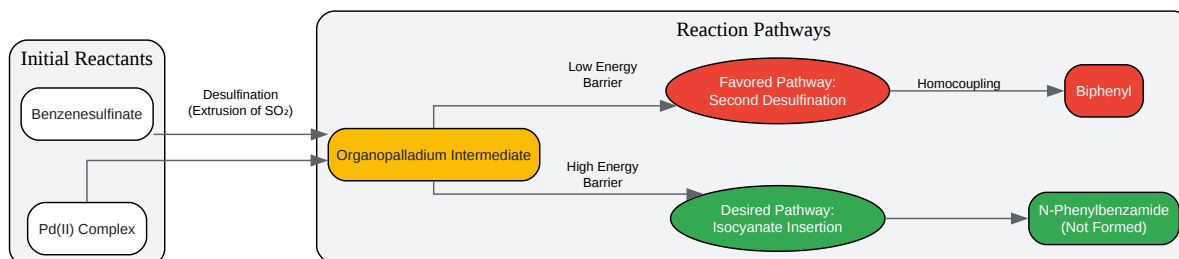 Initial Reactants
Benzenesulfinate
Pd(II) Complex
Desulfination
(Extrusion of SO₂)
Reaction Pathways
Organopalladium Intermediate
Low Energy
Barrier
Favored Pathway:
Second Desulfination
Homocoupling
Biphenyl
High Energy
Barrier
Desired Pathway:
Isocyanate Insertion
N-Phenylbenzamide
(Not Formed)